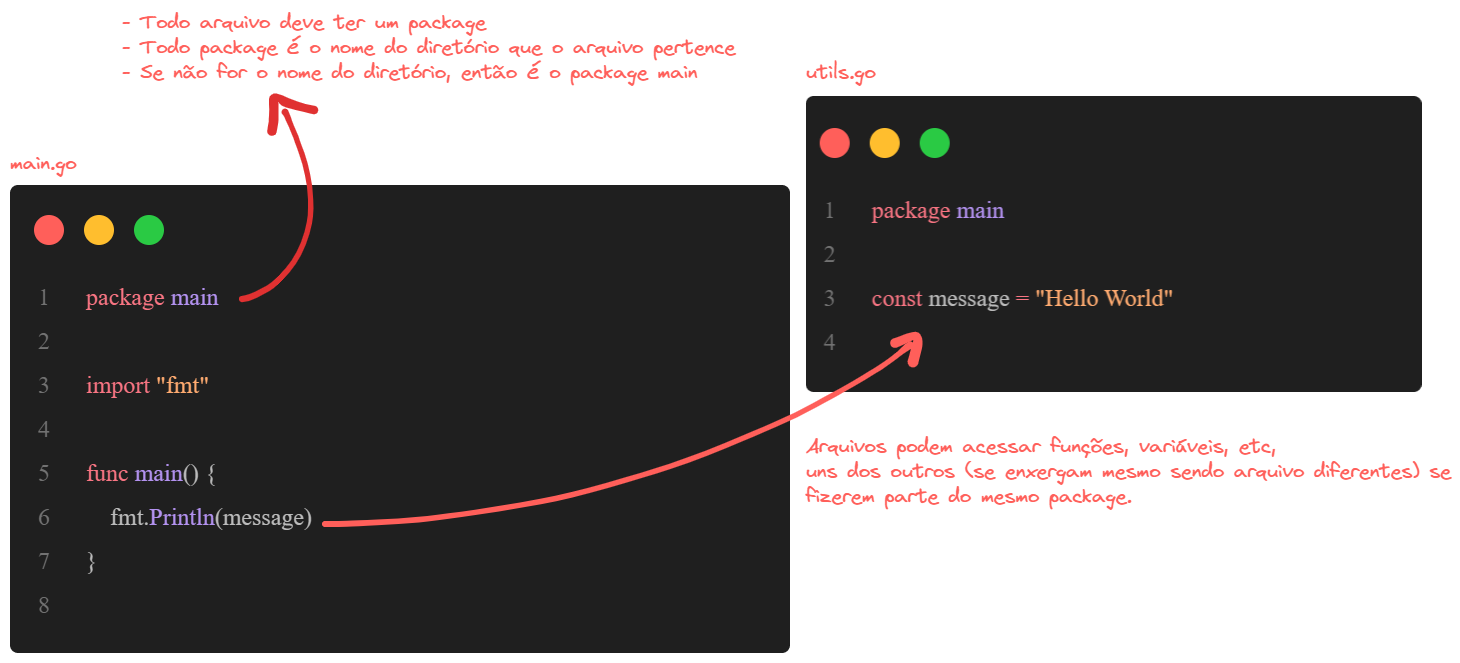 - Todo arquivo deve ter um package
- Todo package é o nome do diretório que o arquivo pertence
- Se não for o nome do diretório, então é o package main
main.go
1 package main
2
3 import "fmt"
4
5 func main() {
6 fmt.Println(message)
7 }
8
utils.go
1 package main
2
3 const message = "Hello World"
4
Arquivos podem acessar funções, variáveis, etc,
uns dos outros (se enxergam mesmo sendo arquivo diferentes) se
fizerem parte do mesmo package.